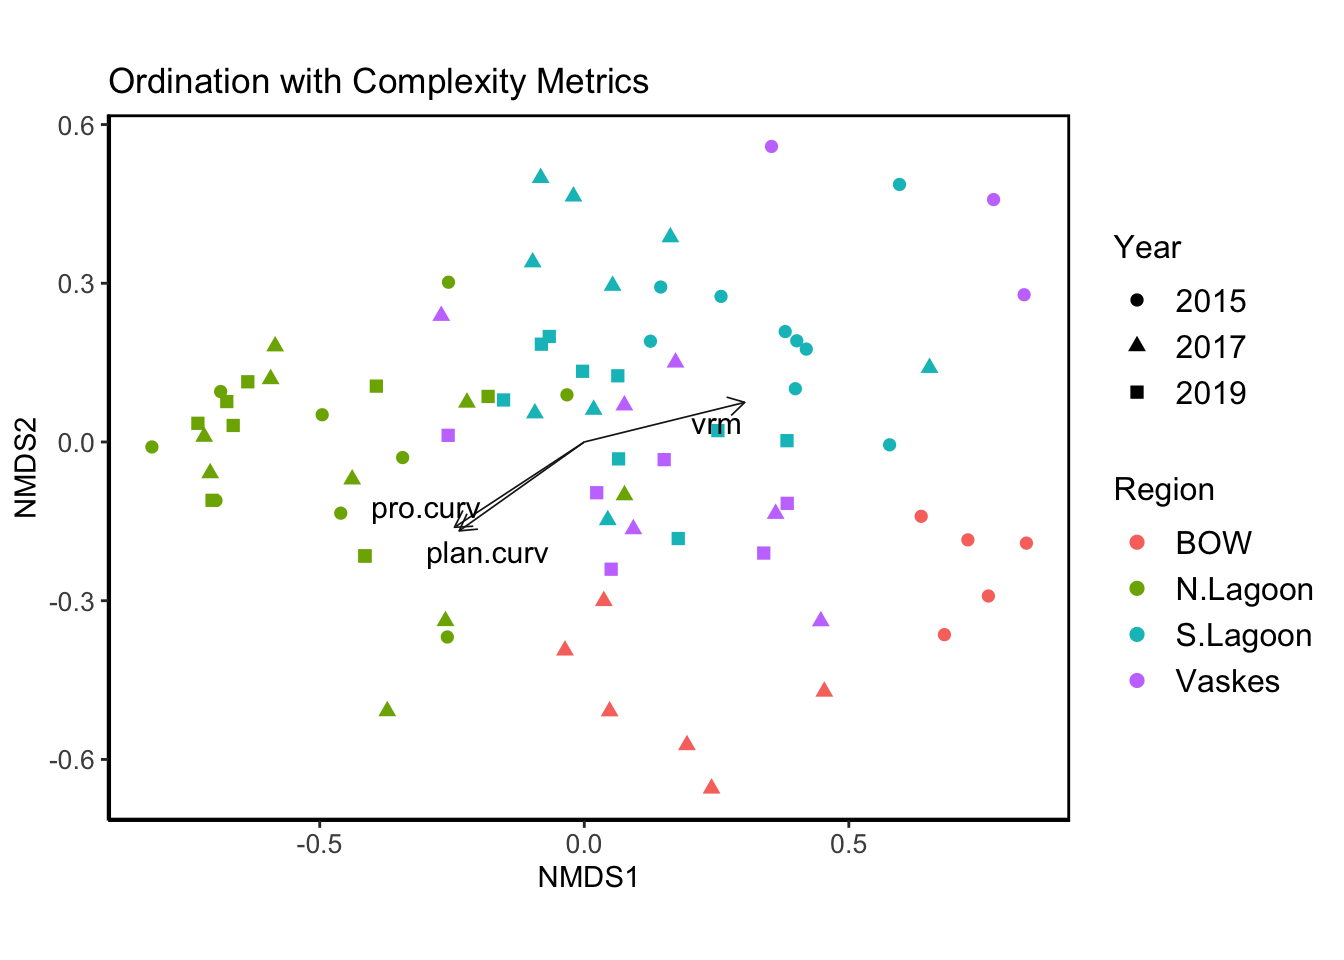 Ordination with Complexity Metrics
NMDS2
0.6
0.3
0.0
-0.3
-0.6
vrm
pro.curv
plan.curv
-0.5
0.0
0.5
NMDS1
Year
2015
2017
2019
Region
BOW
N.Lagoon
S.Lagoon
Vaskes